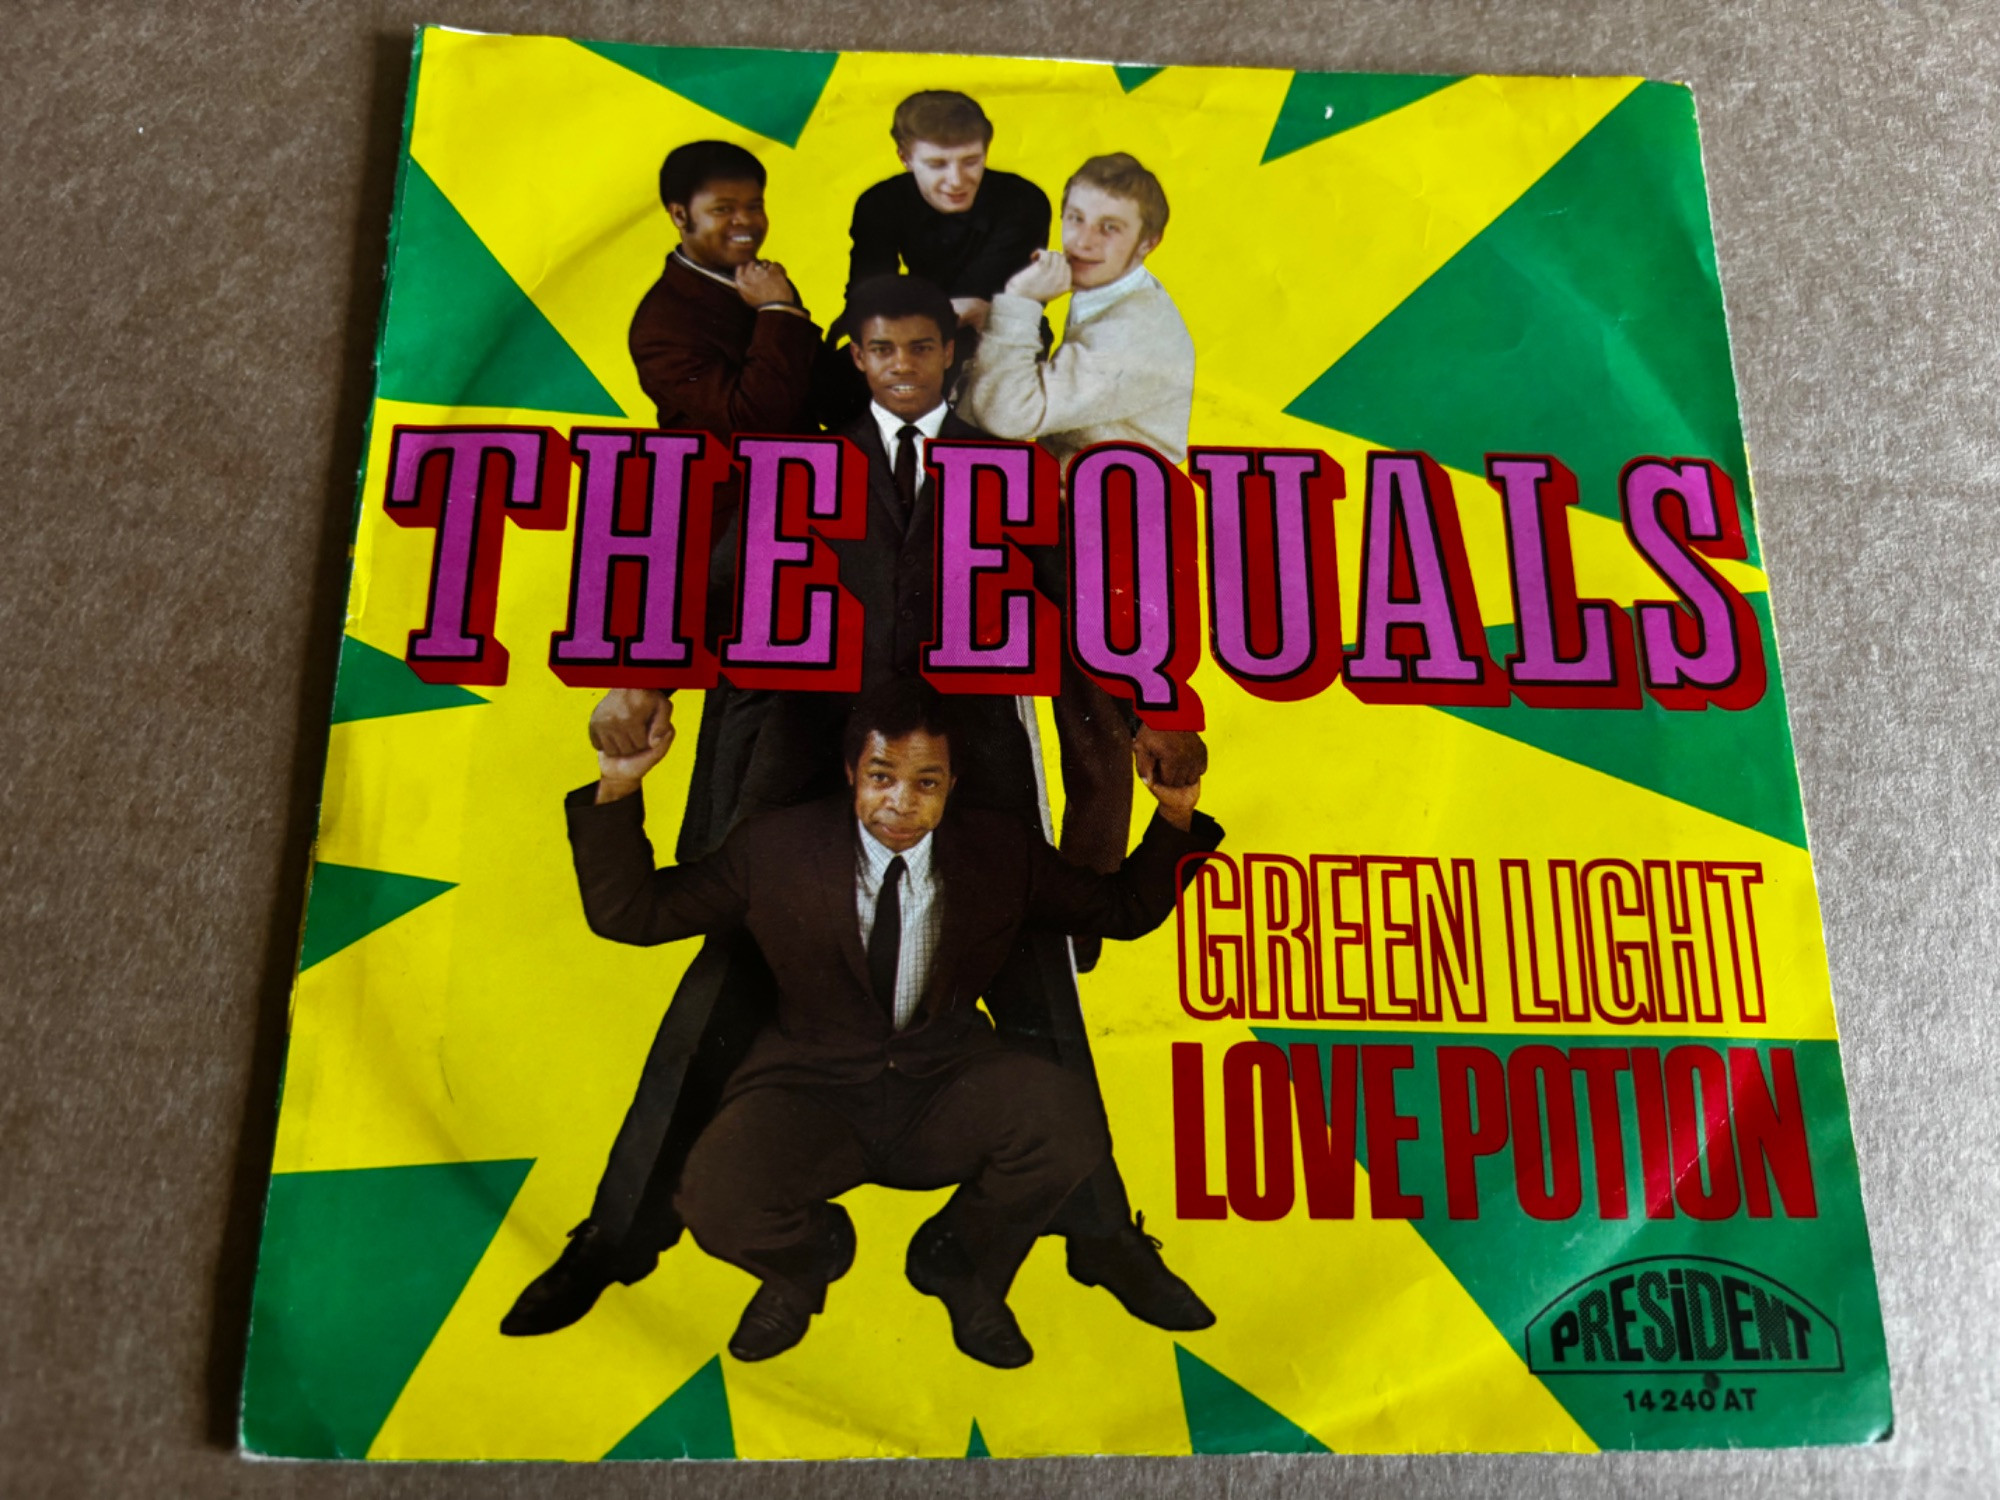 THE EQUALS
GREEN LIGHT
LOVE POTION
PRESiDENT
14 240 AT